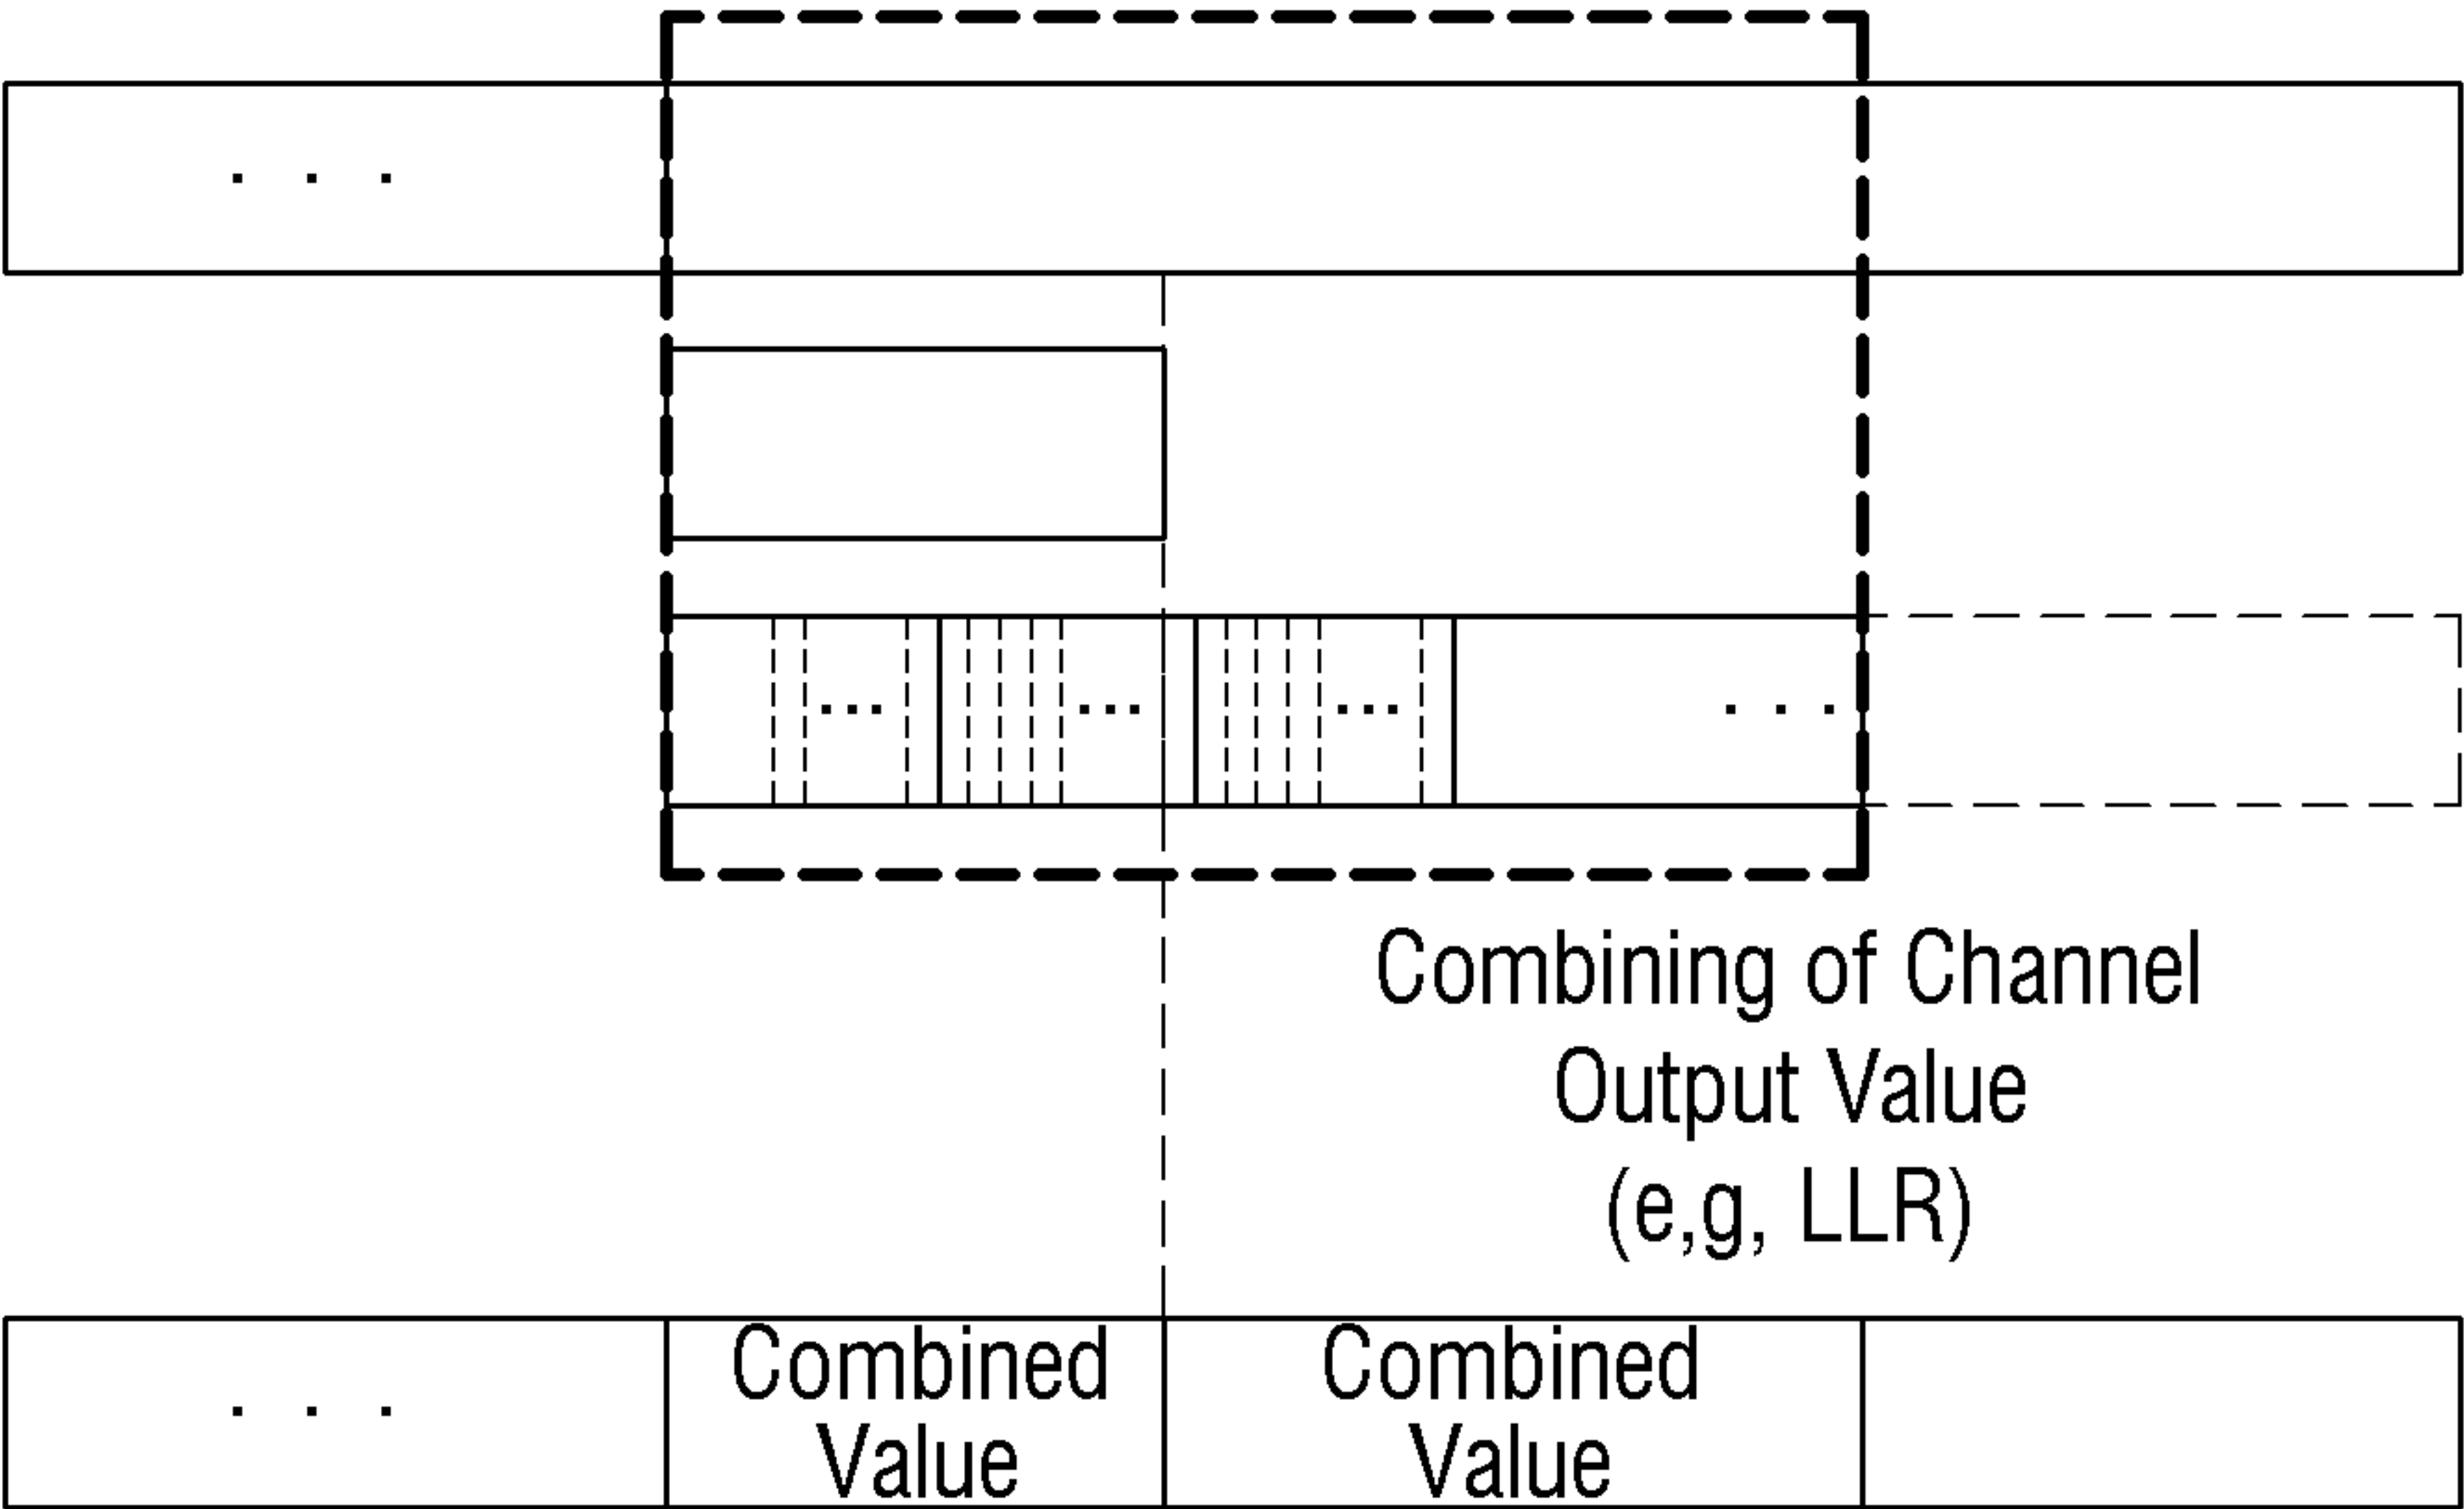 . . .
... ... ... . . .
Combining of Channel
Output Value
(e,g, LLR)
. . . Combined Combined
Value Value